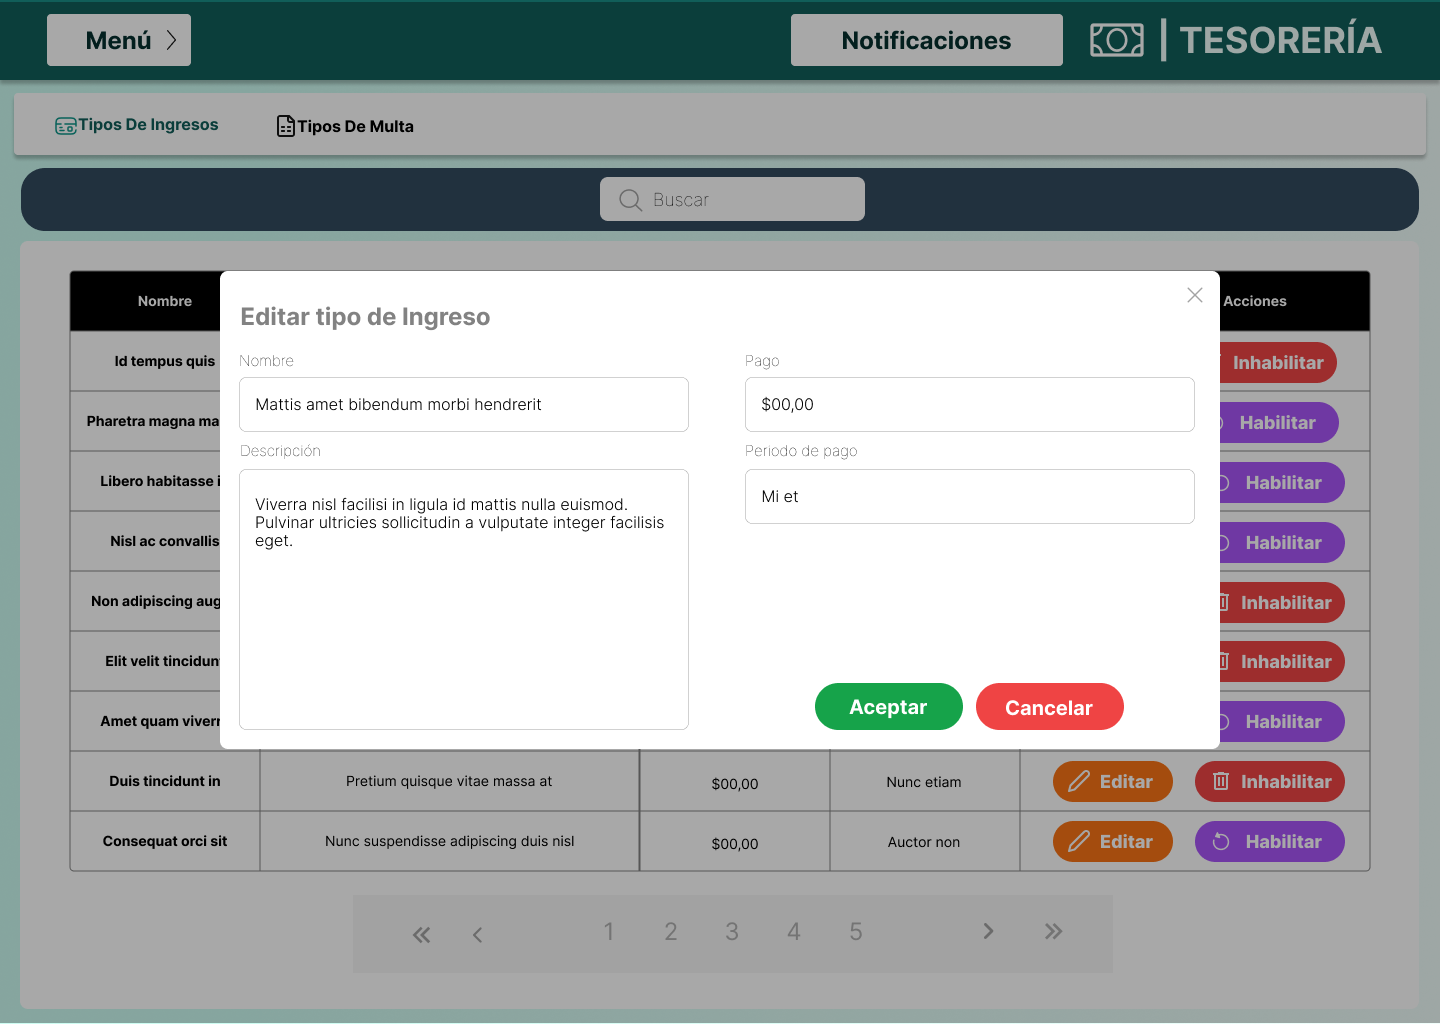 Menú
Notificaciones
| TESORERÍA
Tipos De Ingresos
Tipos De Multa
Buscar
Nombre
Acciones
Id tempus quis
Inhabilitar
Pharetra magna ma
Habilitar
Libero habitasse i
Habilitar
Nisl ac convallis
Habilitar
Non adipiscing aug
Inhabilitar
Elit velit tincidun
Inhabilitar
Amet quam viverr
Habilitar
Editar tipo de Ingreso
Nombre
Mattis amet bibendum morbi hendrerit
Descripción
Viverra nisl facilisi in ligula id mattis nulla euismod.
Pulvinar ultricies sollicitudin a vulputate integer facilisis
eget.
Pago
$00,00
Periodo de pago
Mi et
Aceptar
Cancelar
Duis tincidunt in
Pretium quisque vitae massa at
$00,00
Nunc etiam
Editar
Inhabilitar
Consequat orci sit
Nunc suspendisse adipiscing duis nisl
$00,00
Auctor non
Editar
Habilitar
1 2 3 4 5